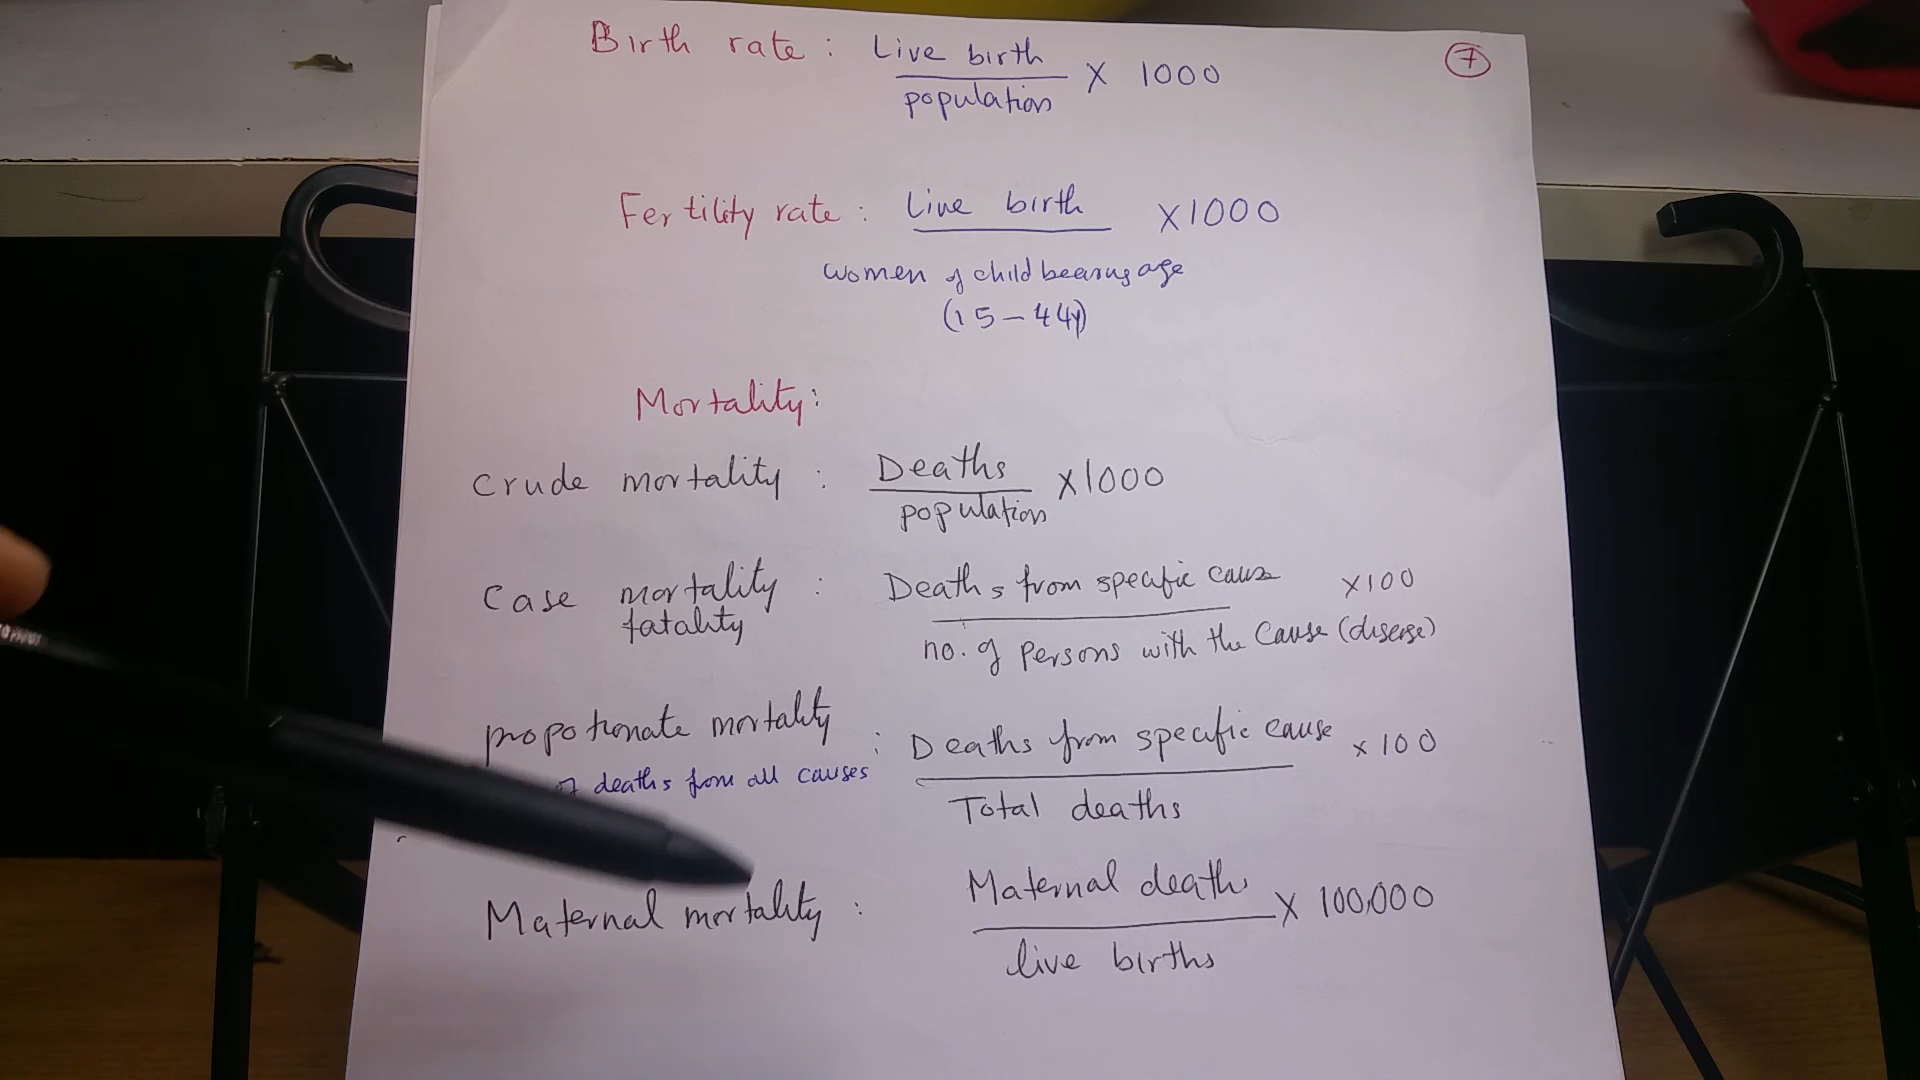 7
Birth rate : Live birth
population X 1000
Fertility rate : Live birth X1000
women of child bearing age
(15-44y)
Mortality:
Crude mortality : Deaths
population X1000
Case mortality : Deaths from specific cause X100
fatality
no. of persons with the cause (disease)
propotionate mortality : Deaths from specific cause x 100
of deaths from all causes
Total deaths
Maternal mortality : Maternal deaths X 100,000
live births